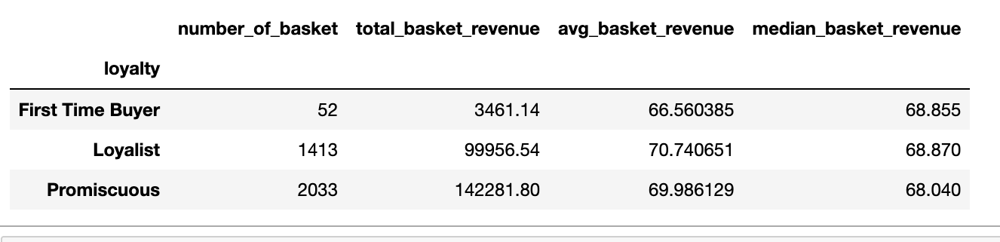 number_of_basket total_basket_revenue avg_basket_revenue median_basket_revenue
loyalty
First Time Buyer 52 3461.14 66.560385 68.855
Loyalist 1413 99956.54 70.740651 68.870
Promiscuous 2033 142281.80 69.986129 68.040